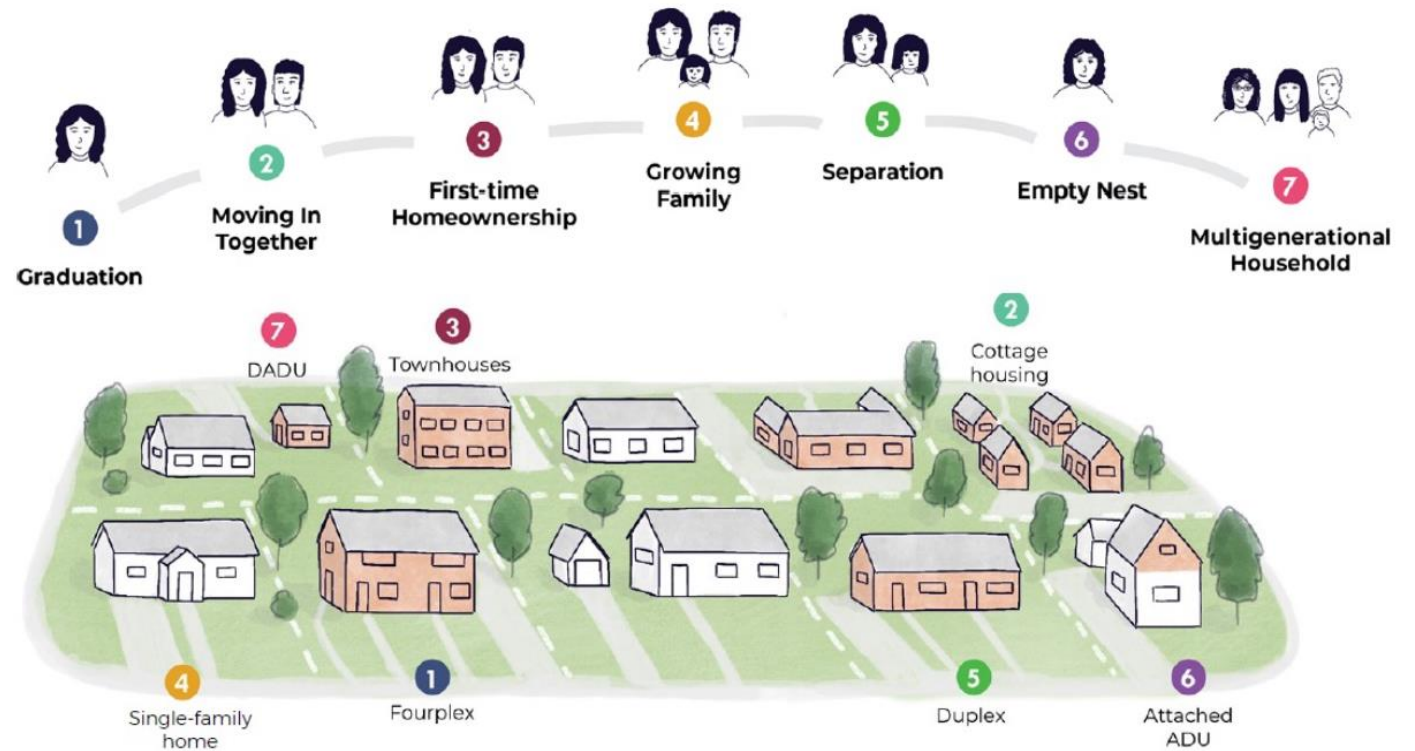 1
Graduation
2
Moving In
Together
3
First-time
Homeownership
4
Growing
Family
5
Separation
6
Empty Nest
7
Multigenerational
Household
7
DADU
3
Townhouses
2
Cottage
housing
4
Single-family
home
1
Fourplex
5
Duplex
6
Attached
ADU